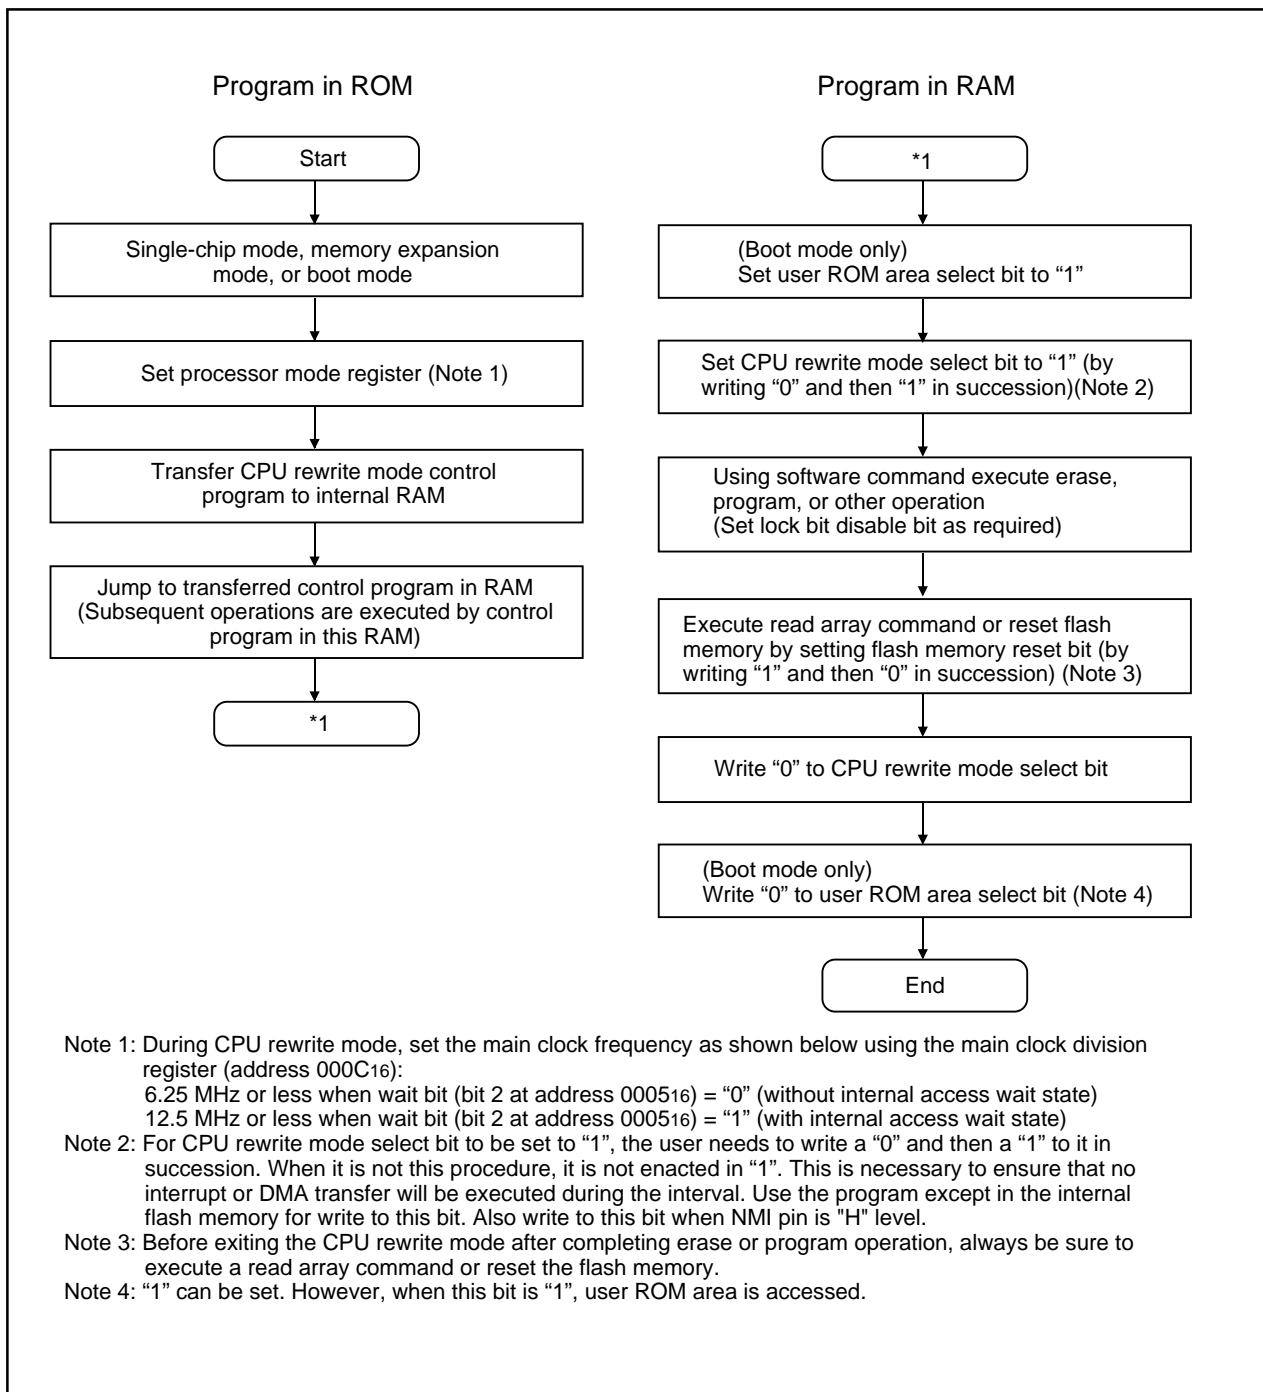 Program in ROM
Start
Single-chip mode, memory expansion
mode, or boot mode
Set processor mode register (Note 1)
Transfer CPU rewrite mode control
program to internal RAM
Jump to transferred control program in RAM
(Subsequent operations are executed by control
program in this RAM)
*1
Program in RAM
*1
(Boot mode only)
Set user ROM area select bit to “1”
Set CPU rewrite mode select bit to “1” (by
writing “0” and then “1” in succession)(Note 2)
Using software command execute erase,
program, or other operation
(Set lock bit disable bit as required)
Execute read array command or reset flash
memory by setting flash memory reset bit (by
writing “1” and then “0” in succession) (Note 3)
Write “0” to CPU rewrite mode select bit
(Boot mode only)
Write “0” to user ROM area select bit (Note 4)
End
Note 1: During CPU rewrite mode, set the main clock frequency as shown below using the main clock division
register (address 000C16):
6.25 MHz or less when wait bit (bit 2 at address 000516) = “0” (without internal access wait state)
12.5 MHz or less when wait bit (bit 2 at address 000516) = “1” (with internal access wait state)
Note 2: For CPU rewrite mode select bit to be set to “1”, the user needs to write a “0” and then a “1” to it in
succession. When it is not this procedure, it is not enacted in “1”. This is necessary to ensure that no
interrupt or DMA transfer will be executed during the interval. Use the program except in the internal
flash memory for write to this bit. Also write to this bit when NMI pin is "H" level.
Note 3: Before exiting the CPU rewrite mode after completing erase or program operation, always be sure to
execute a read array command or reset the flash memory.
Note 4: “1” can be set. However, when this bit is “1”, user ROM area is accessed.